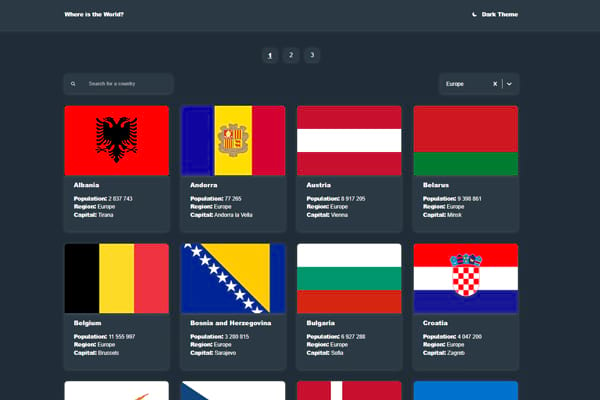 Where is the World?
Dark Theme
1 2 3
Search for a country
Europe X
Albania
Population: 2 837 743
Region: Europe
Capital: Tirana
Andorra
Population: 77 265
Region: Europe
Capital: Andorra la Vella
Austria
Population: 8 917 205
Region: Europe
Capital: Vienna
Belarus
Population: 9 398 861
Region: Europe
Capital: Minsk
Belgium
Population: 11 555 997
Region: Europe
Capital: Brussels
Bosnia and Herzegovina
Population: 3 280 815
Region: Europe
Capital: Sarajevo
Bulgaria
Population: 6 927 288
Region: Europe
Capital: Sofia
Croatia
Population: 4 047 200
Region: Europe
Capital: Zagreb